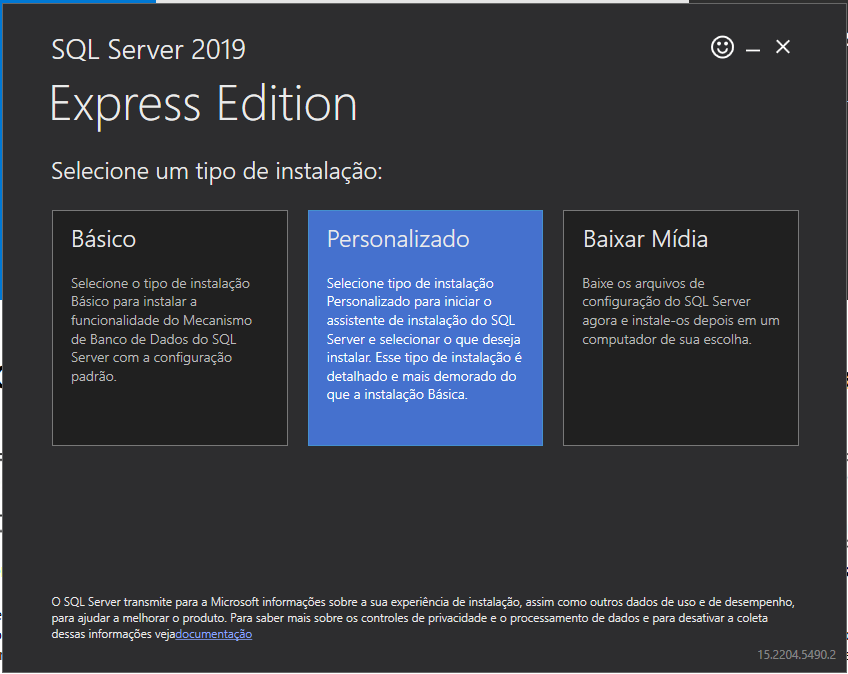 SQL Server 2019
Express Edition
Selecione um tipo de instalação:
Básico
Selecione o tipo de instalação
Básico para instalar a
funcionalidade do Mecanismo
de Banco de Dados do SQL
Server com a configuração
padrão.
Personalizado
Selecione tipo de instalação
Personalizado para iniciar o
assistente de instalação do SQL
Server e selecionar o que deseja
instalar. Esse tipo de instalação é
detalhado e mais demorado do
que a instalação Básica.
Baixar Mídia
Baixe os arquivos de
configuração do SQL Server
agora e instale-os depois em um
computador de sua escolha.
O SQL Server transmite para a Microsoft informações sobre a sua experiência de instalação, assim como outros dados de uso e de desempenho,
para ajudar a melhorar o produto. Para saber mais sobre os controles de privacidade e o processamento de dados e para desativar a coleta
dessas informações vejadocumentação
15.2204.5490.2